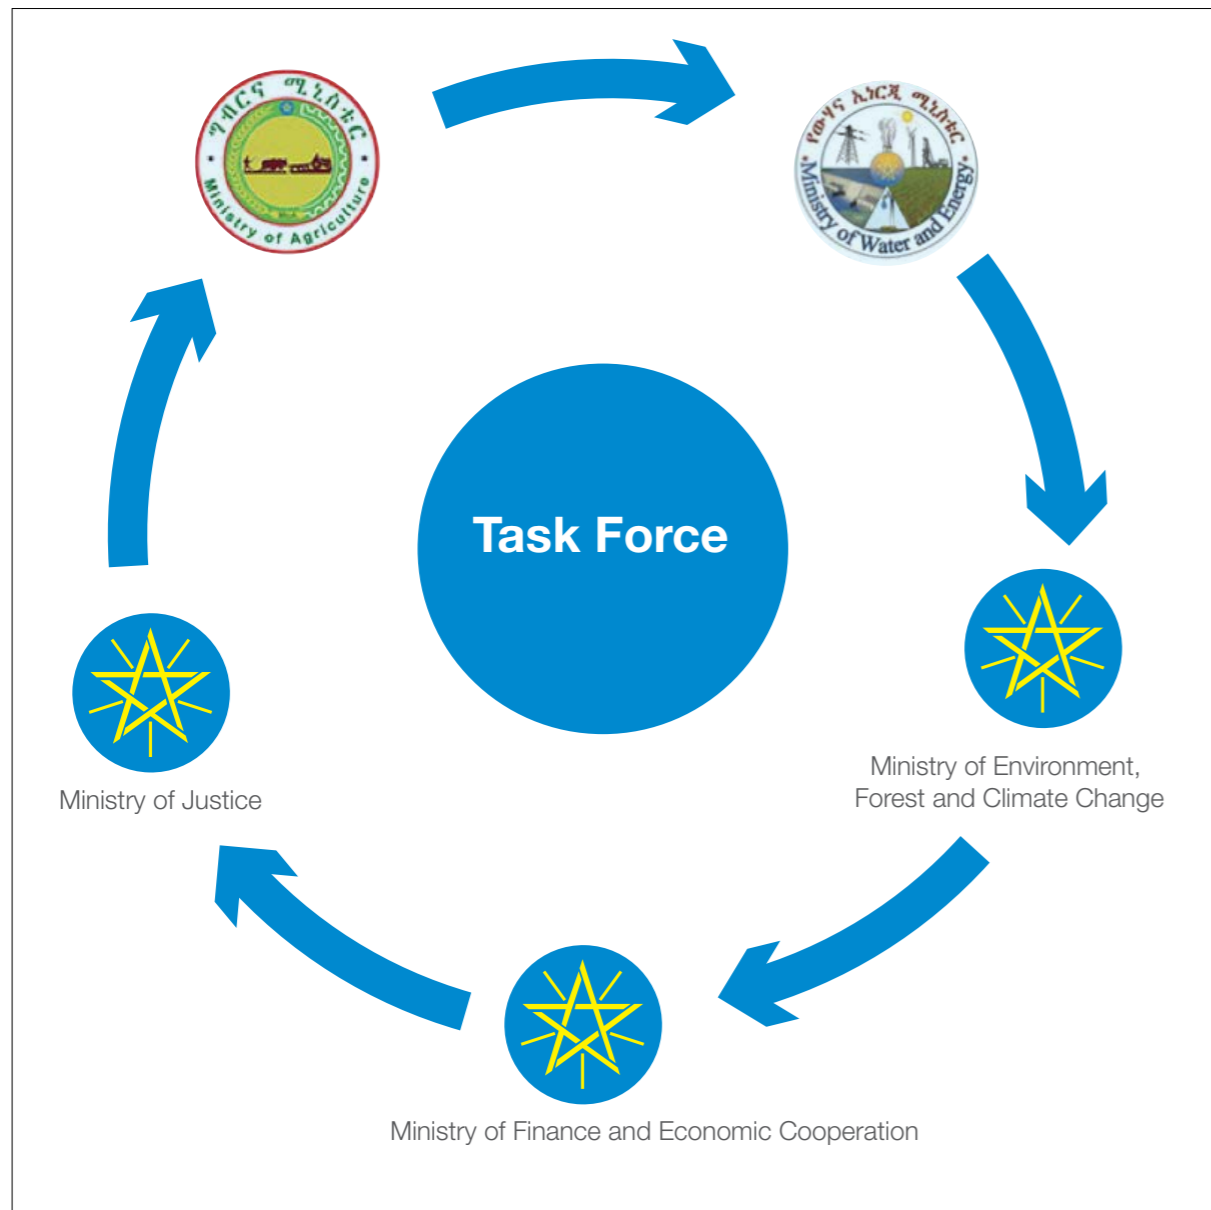 ግብርና ሚኒስቴር
Ministry of Agriculture
የውሃና ኢነርጂ ሚኒስቴር
Ministry of Water and Energy
Task Force
Ministry of Environment,
Forest and Climate Change
Ministry of Justice
Ministry of Finance and Economic Cooperation